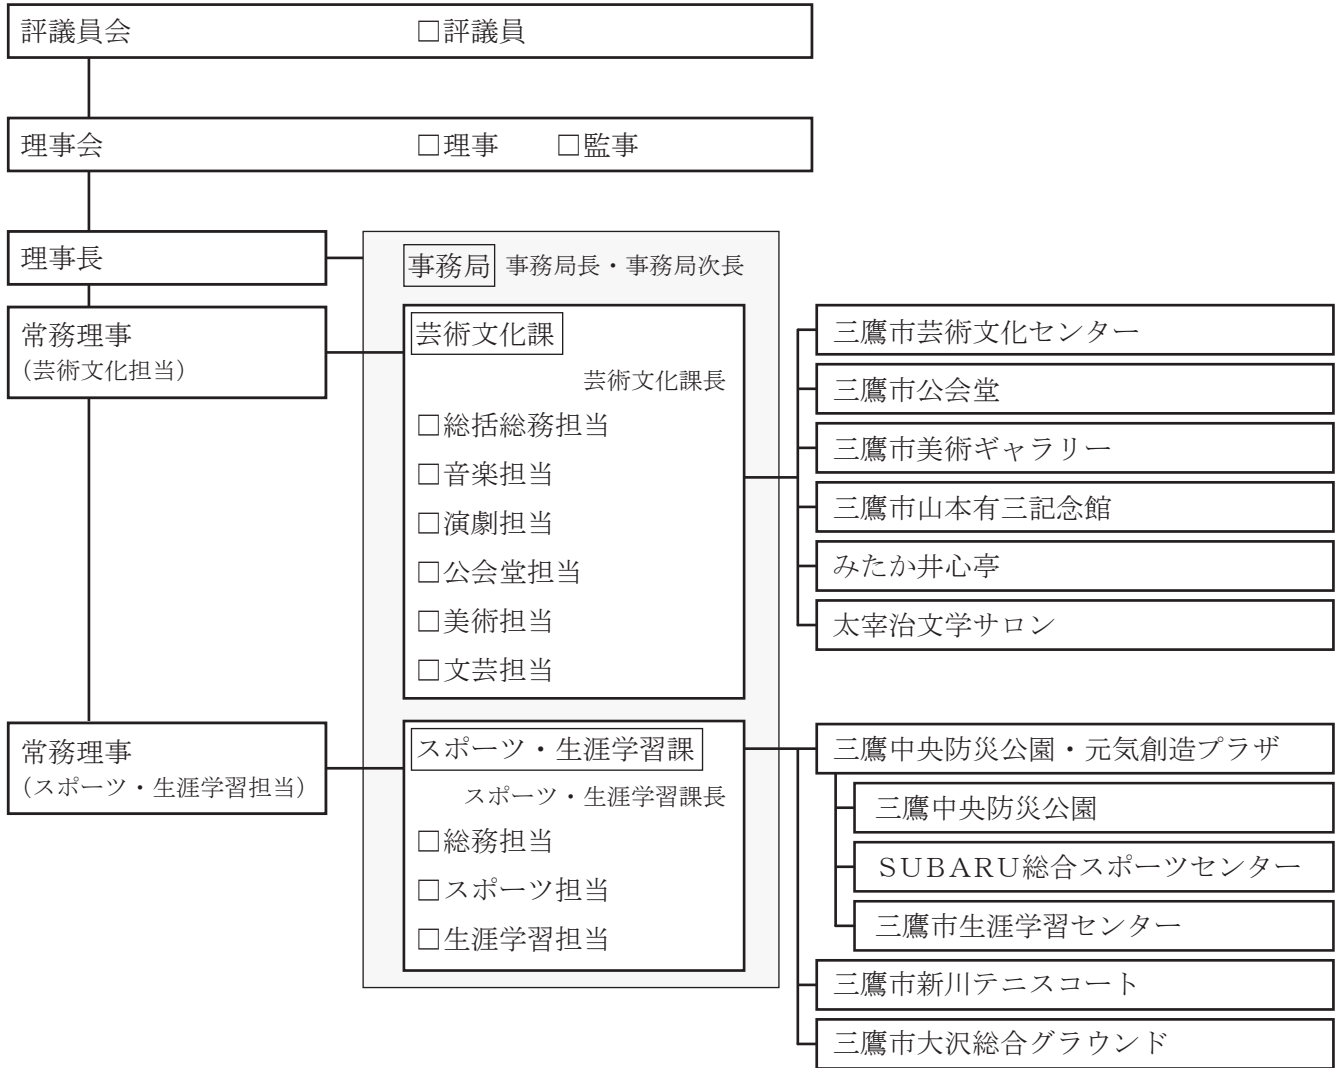 評議員会 □評議員
理事会 □理事 □監事
理事長
事務局 事務局長・事務局次長
常務理事
(芸術文化担当)
芸術文化課
芸術文化課長
□総括総務担当
□音楽担当
□演劇担当
□公会堂担当
□美術担当
□文芸担当
三鷹市芸術文化センター
三鷹市公会堂
三鷹市美術ギャラリー
三鷹市山本有三記念館
みたか井心亭
太宰治文学サロン
常務理事
(スポーツ・生涯学習担当)
スポーツ・生涯学習課
スポーツ・生涯学習課長
□総務担当
□スポーツ担当
□生涯学習担当
三鷹中央防災公園・元気創造プラザ
三鷹中央防災公園
SUBARU総合スポーツセンター
三鷹市生涯学習センター
三鷹市新川テニスコート
三鷹市大沢総合グラウンド